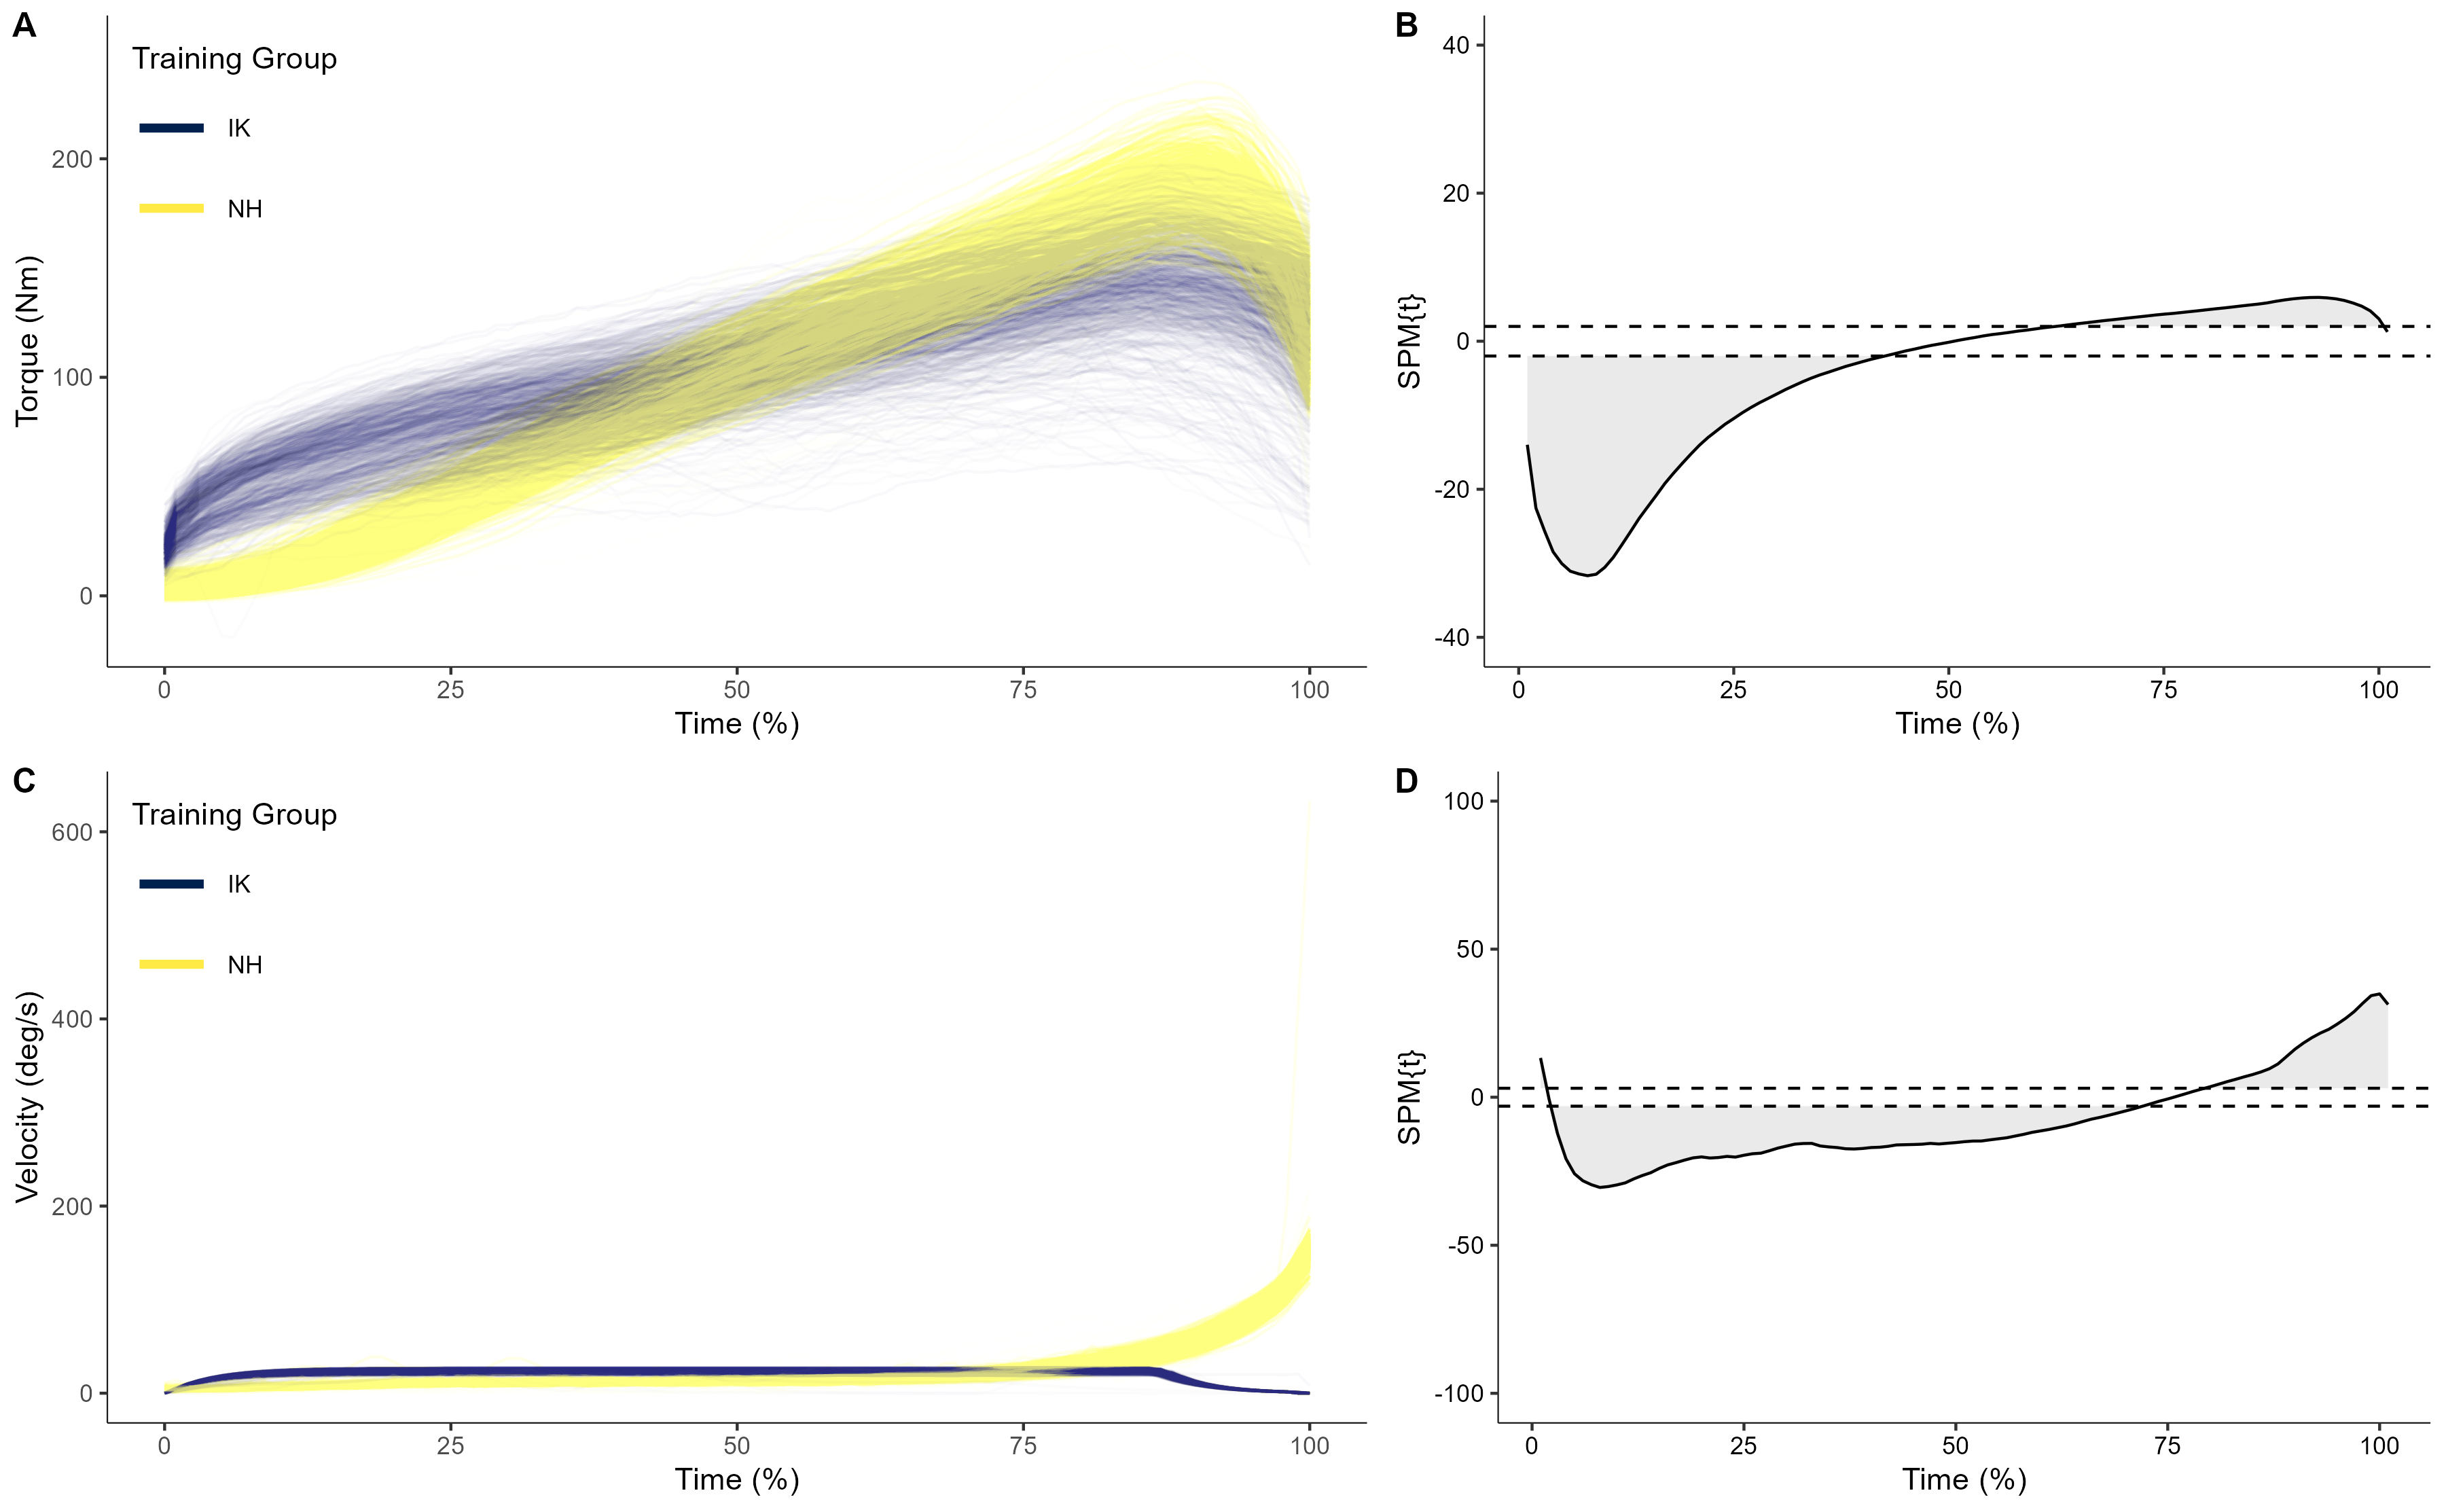 A
Training Group
IK
NH
Torque (Nm)
200
100
0
0 25 50 75 100
Time (%)
B
SPM{t}
40
20
0
-20
-40
0 25 50 75 100
Time (%)
C
Training Group
IK
NH
Velocity (deg/s)
600
400
200
0
0 25 50 75 100
Time (%)
D
SPM{t}
100
50
0
-50
-100
0 25 50 75 100
Time (%)